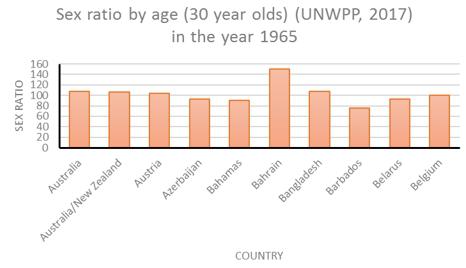 Sex ratio by age (30 year olds) (UNWPP, 2017)
in the year 1965
SEX RATIO
160
140
120
100
80
60
40
20
0
Australia
Australia/New Zealand
Austria
Azerbaijan
Bahamas
Bahrain
Bangladesh
Barbados
Belarus
Belgium
COUNTRY